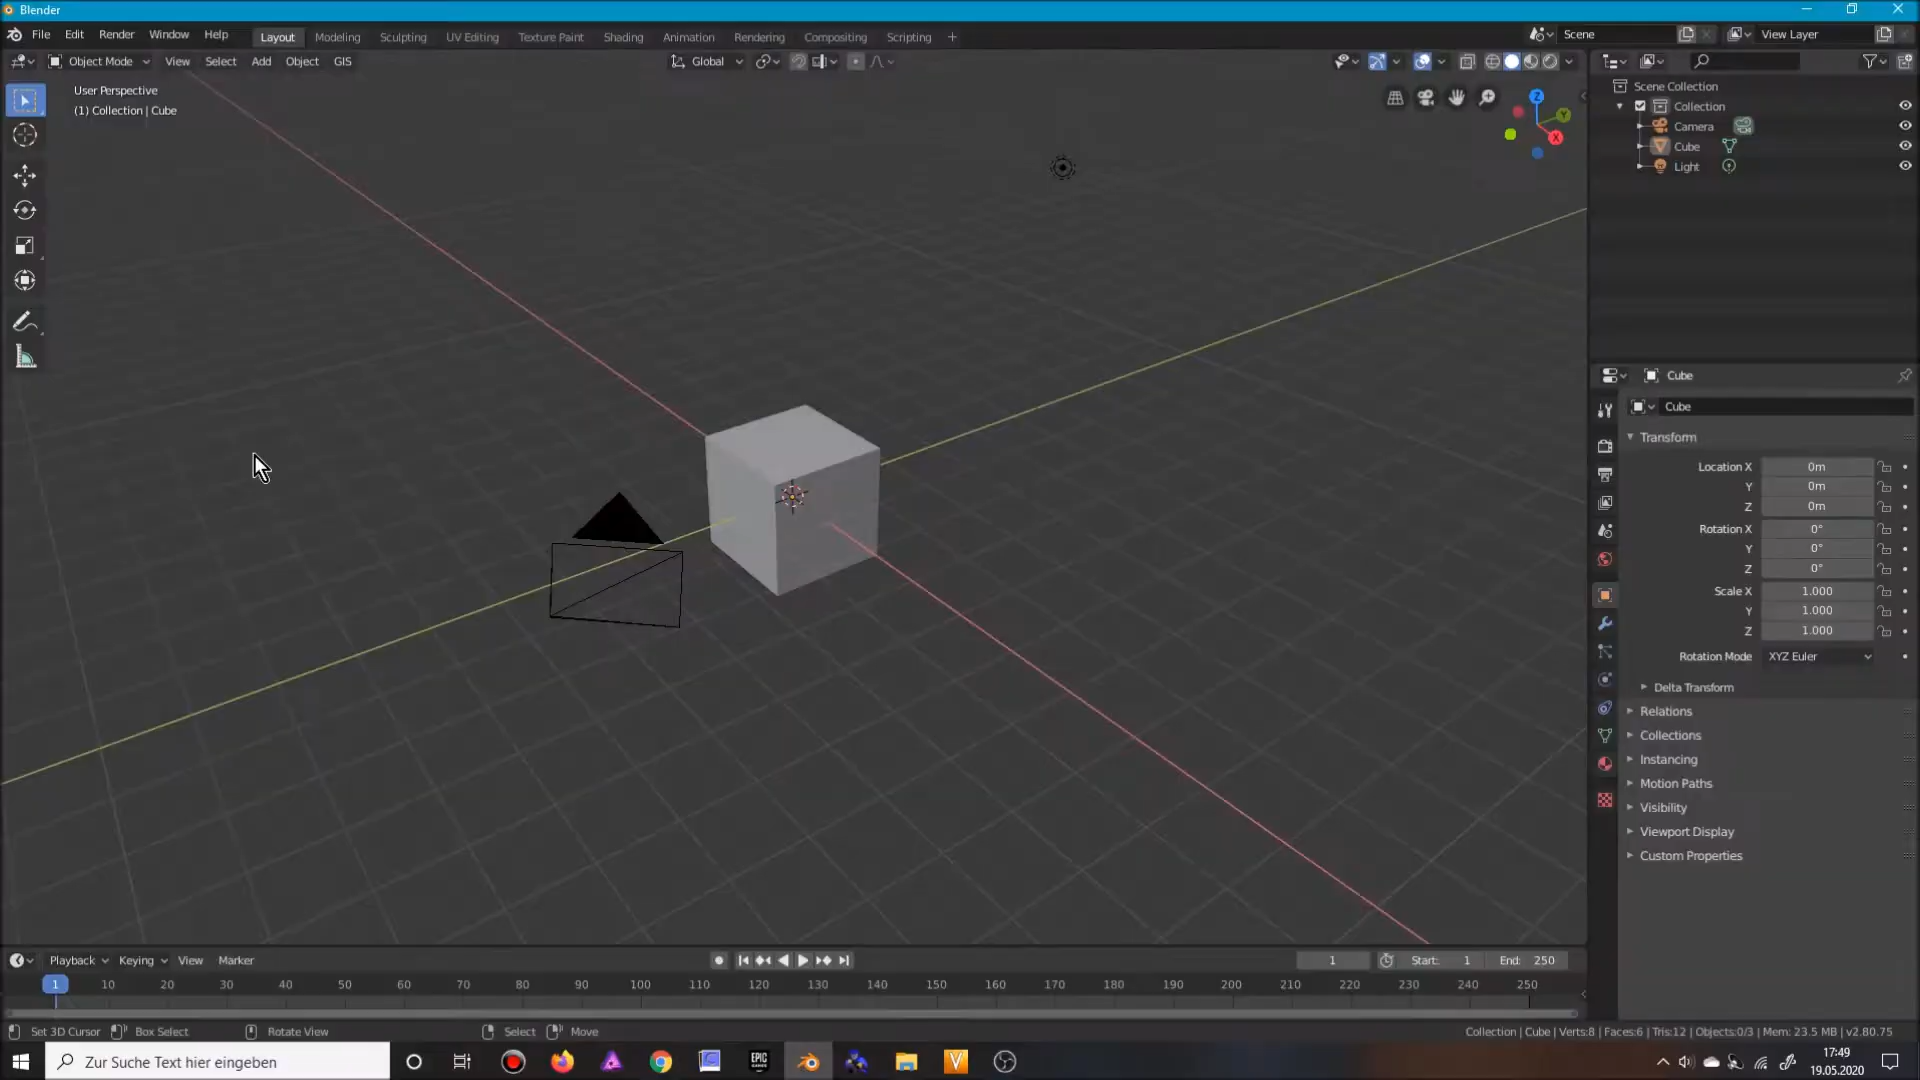 Blender
File Edit Render Window Help Layout Modeling Sculpting UV Editing Texture Paint Shading Animation Rendering Compositing Scripting + Scene View Layer
Object Mode View Select Add Object GIS Global
User Perspective
(1) Collection | Cube
Z
Y
X
Scene Collection
Collection
Camera
Cube
Light
Cube
Cube
Transform
Location X 0m
Y 0m
Z 0m
Rotation X 0°
Y 0°
Z 0°
Scale X 1.000
Y 1.000
Z 1.000
Rotation Mode XYZ Euler
Delta Transform
Relations
Collections
Instancing
Motion Paths
Visibility
Viewport Display
Custom Properties
Playback Keying View Marker 1 Start: 1 End: 250
1 10 20 30 40 50 60 70 80 90 100 110 120 130 140 150 160 170 180 190 200 210 220 230 240 250
Set 3D Cursor Box Select Rotate View Select Move Collection | Cube | Verts:8 | Faces:6 | Tris:12 | Objects:0/3 | Mem: 23.5 MB | v2.80.75
Zur Suche Text hier eingeben EPIC GAMES V 17:49
19.05.2020